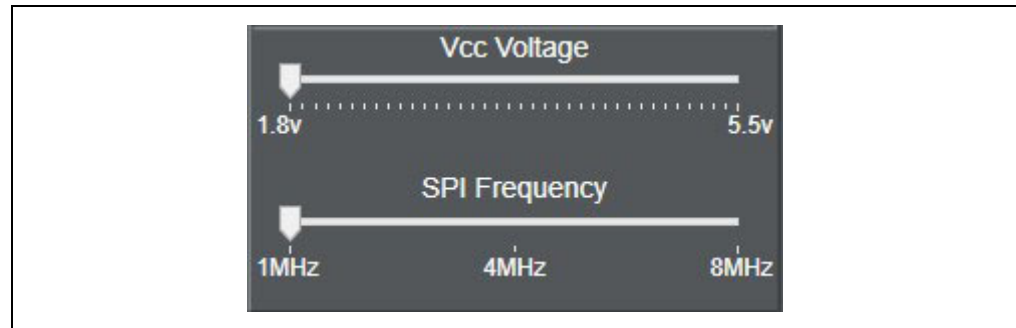 Vcc Voltage
1.8v 5.5v
SPI Frequency
1MHz 4MHz 8MHz